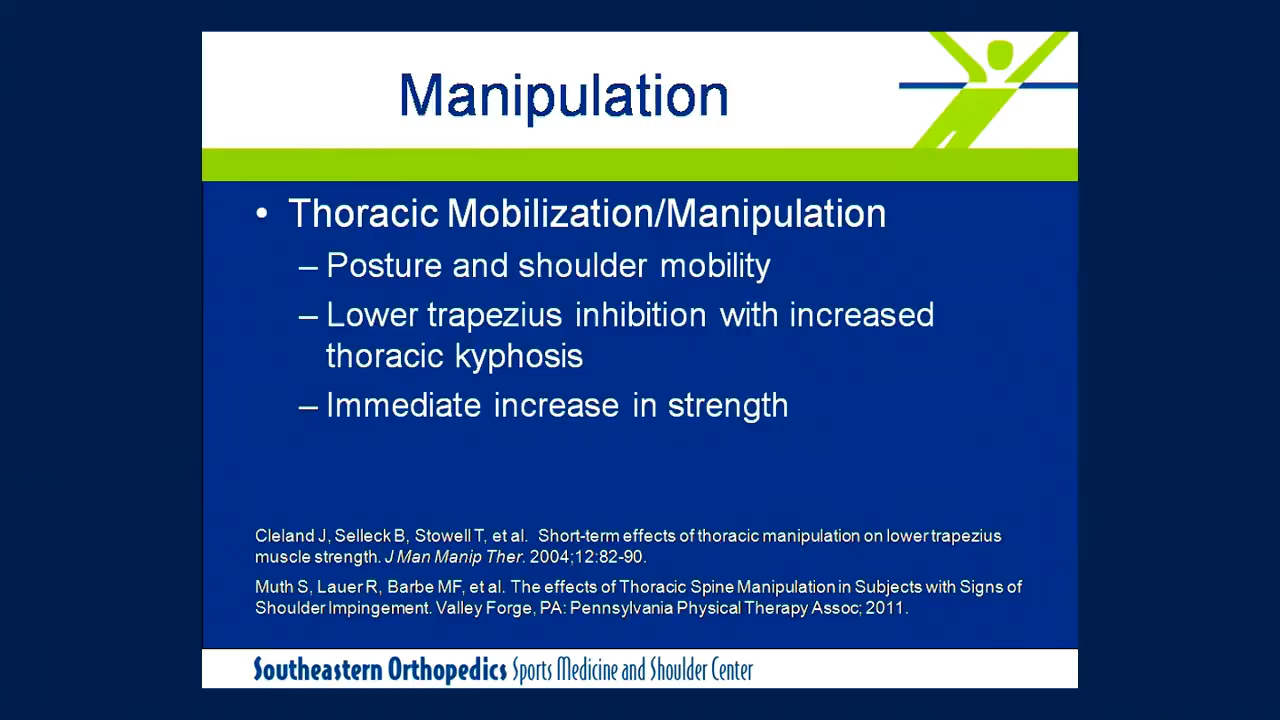 Manipulation
• Thoracic Mobilization/Manipulation
– Posture and shoulder mobility
– Lower trapezius inhibition with increased
thoracic kyphosis
– Immediate increase in strength
Cleland J, Selleck B, Stowell T, et al.  Short-term effects of thoracic manipulation on lower trapezius
muscle strength. J Man Manip Ther. 2004;12:82-90.
Muth S, Lauer R, Barbe MF, et al. The effects of Thoracic Spine Manipulation in Subjects with Signs of
Shoulder Impingement. Valley Forge, PA: Pennsylvania Physical Therapy Assoc; 2011.
Southeastern Orthopedics Sports Medicine and Shoulder Center